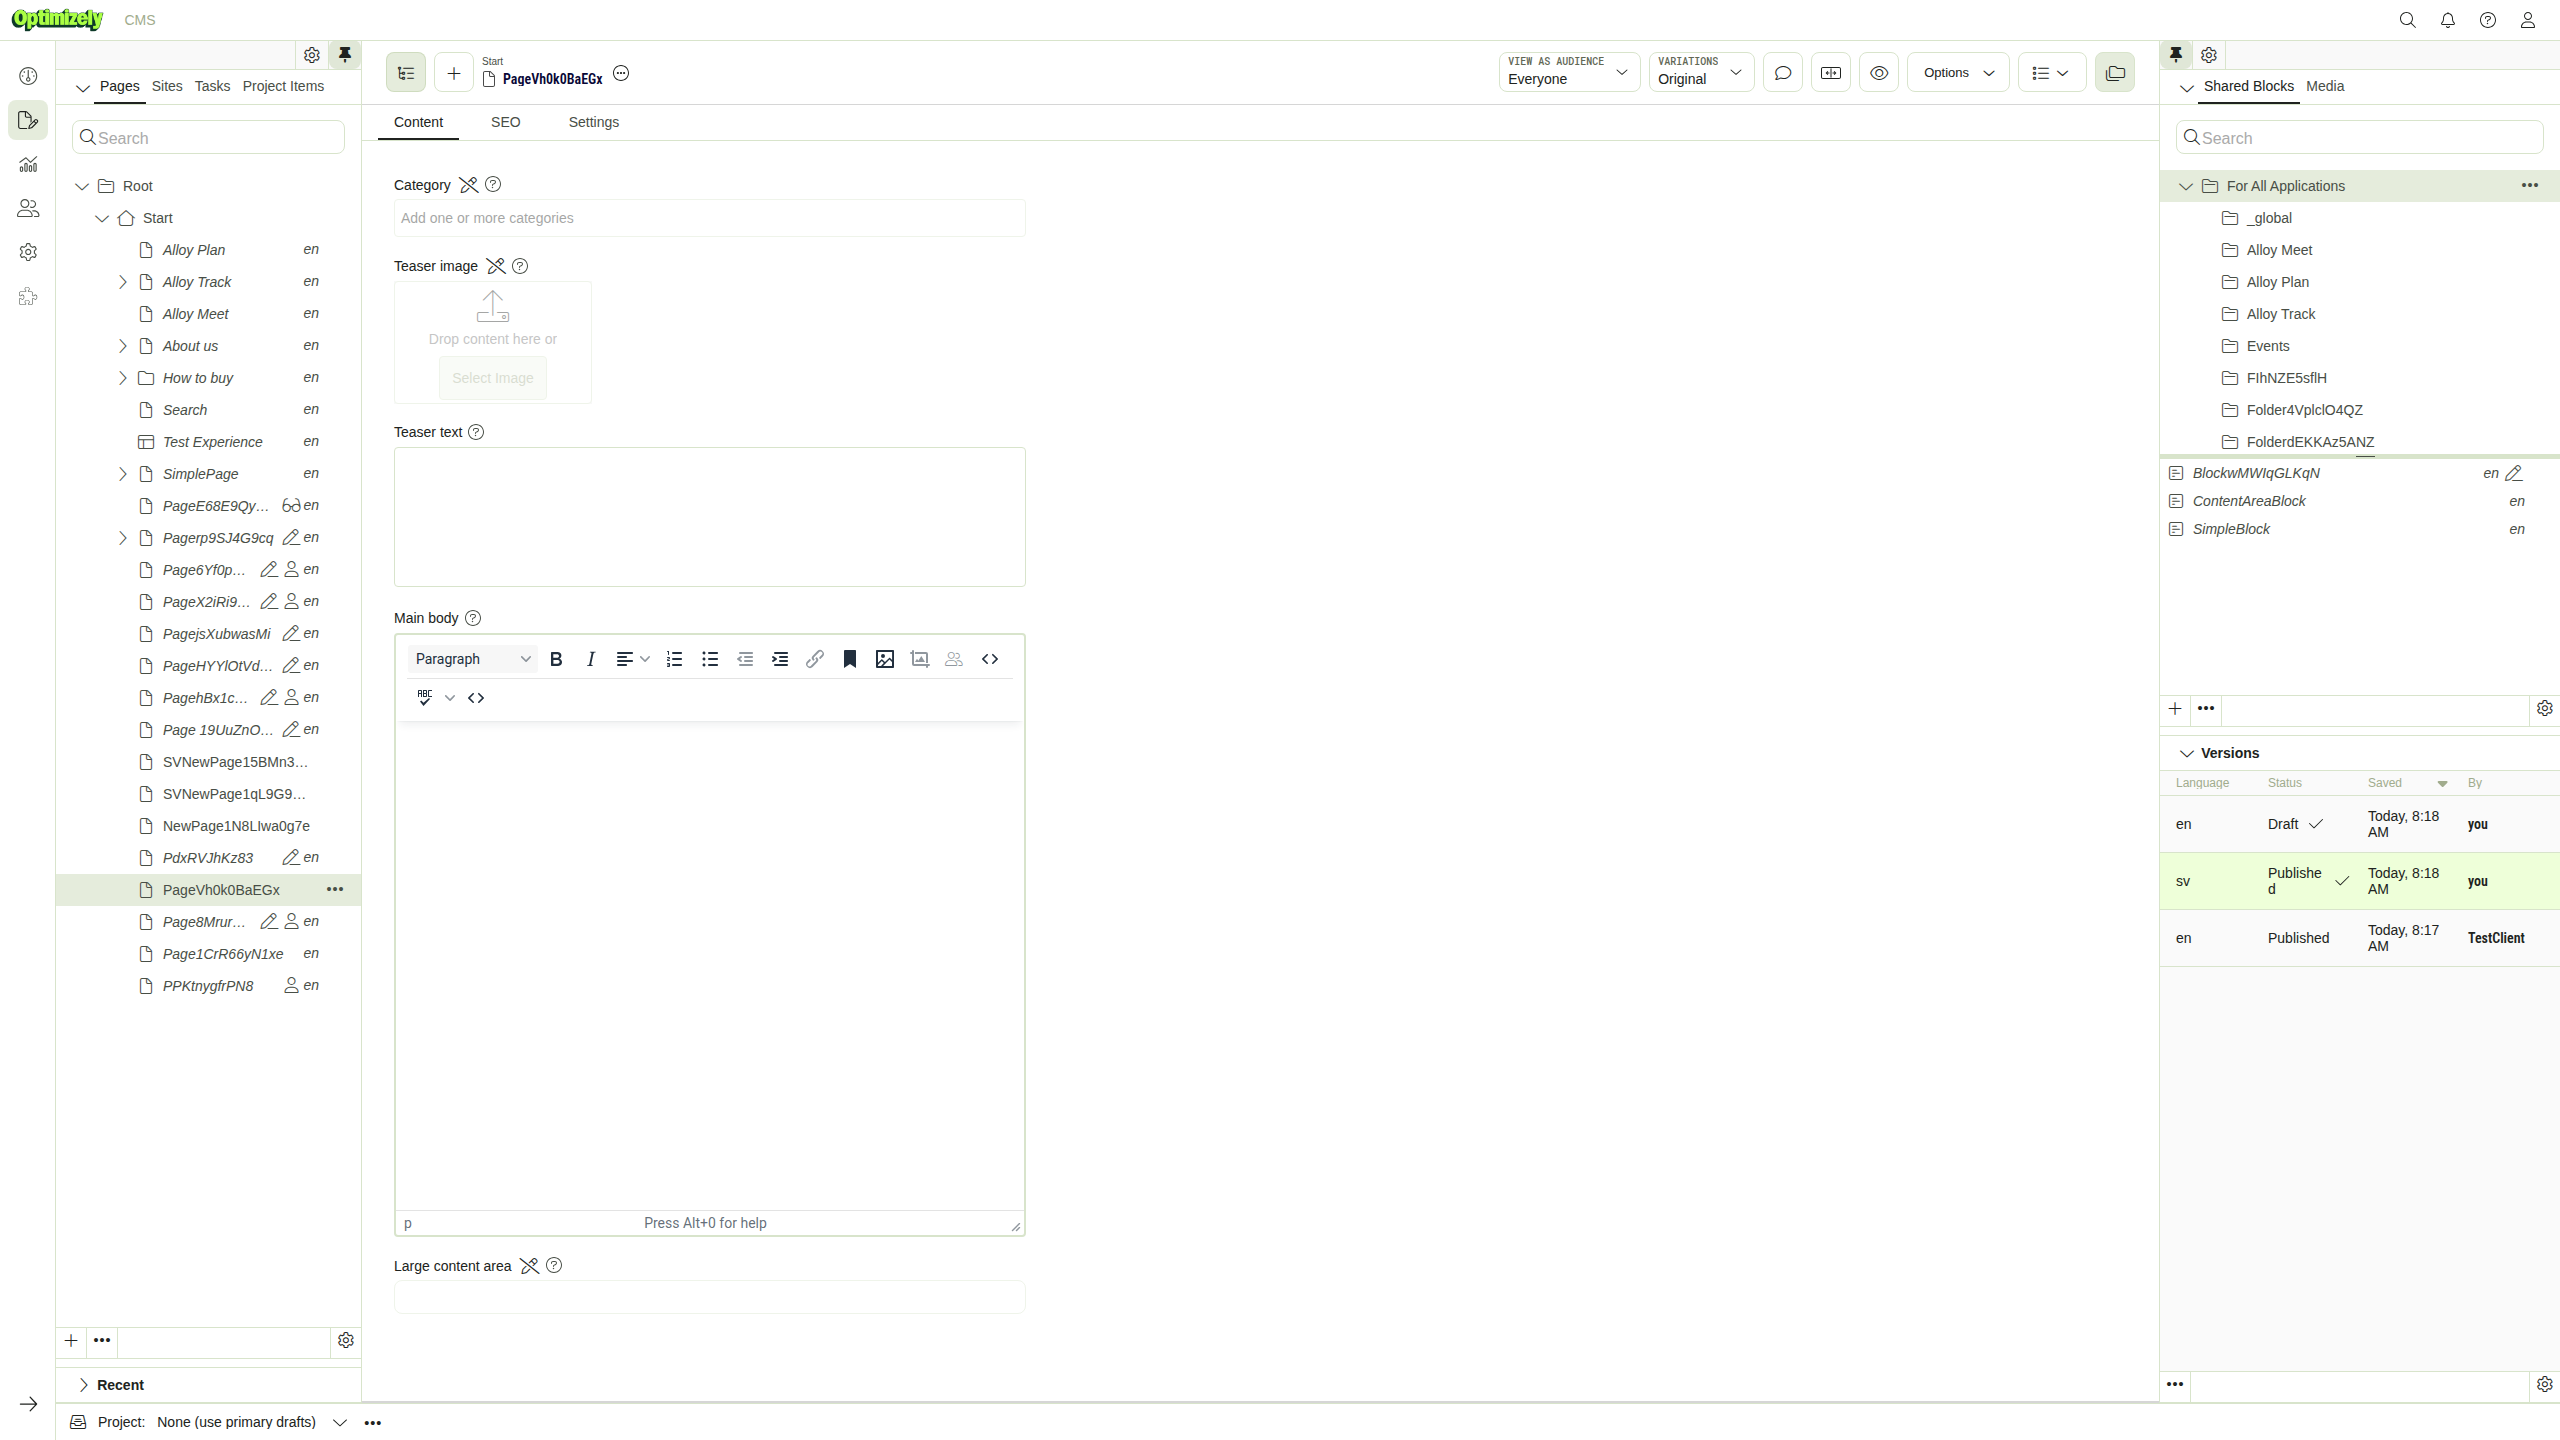 Optimizely CMS
Pages Sites Tasks Project Items
Search
Root
Start
Alloy Plan en
Alloy Track en
Alloy Meet en
About us en
How to buy en
Search en
Test Experience en
SimplePage en
PageE68E9Qy... en
Pagerp9SJ4G9cq en
Page6Yf0p... en
PageX2iRi9... en
PagejsXubwasMi en
PageHYYlOtVd... en
PagehBx1c... en
Page 19UuZnO... en
SVNewPage15BMn3...
SVNewPage1qL9G9...
NewPage1N8LIwa0g7e
PdxRVJhKz83 en
PageVh0k0BaEGx
Page8Mrur... en
Page1CrR66yN1xe en
PPKtnygfrPN8 en
Recent
Project: None (use primary drafts)
Start
PageVh0k0BaEGx
VIEW AS AUDIENCE
Everyone
VARIATIONS
Original
Options
Content SEO Settings
Category
Add one or more categories
Teaser image
Drop content here or
Select Image
Teaser text
Main body
Paragraph
p Press Alt+0 for help
Large content area
Shared Blocks Media
Search
For All Applications
_global
Alloy Meet
Alloy Plan
Alloy Track
Events
FIhNZE5sflH
Folder4VplclO4QZ
FolderdEKKAz5ANZ
BlockwMWIqGLKqN en
ContentAreaBlock en
SimpleBlock en
Versions
Language Status Saved By
en Draft Today, 8:18 AM you
sv Published Today, 8:18 AM you
en Published Today, 8:17 AM TestClient